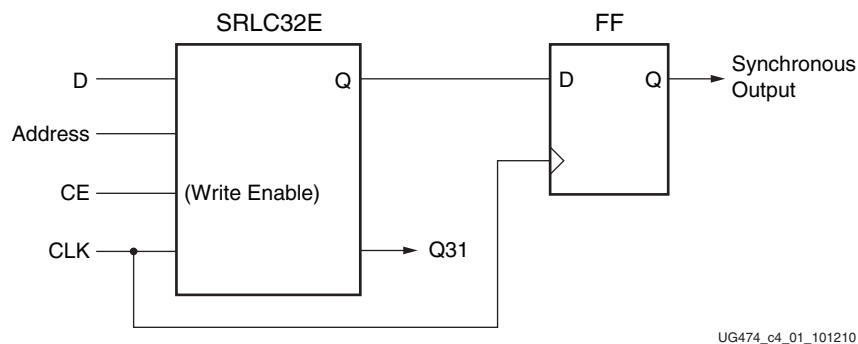 SRLC32E
FF
D
Q
D
Q
Synchronous
Output
Address
CE
(Write Enable)
CLK
Q31
UG474_c4_01_101210